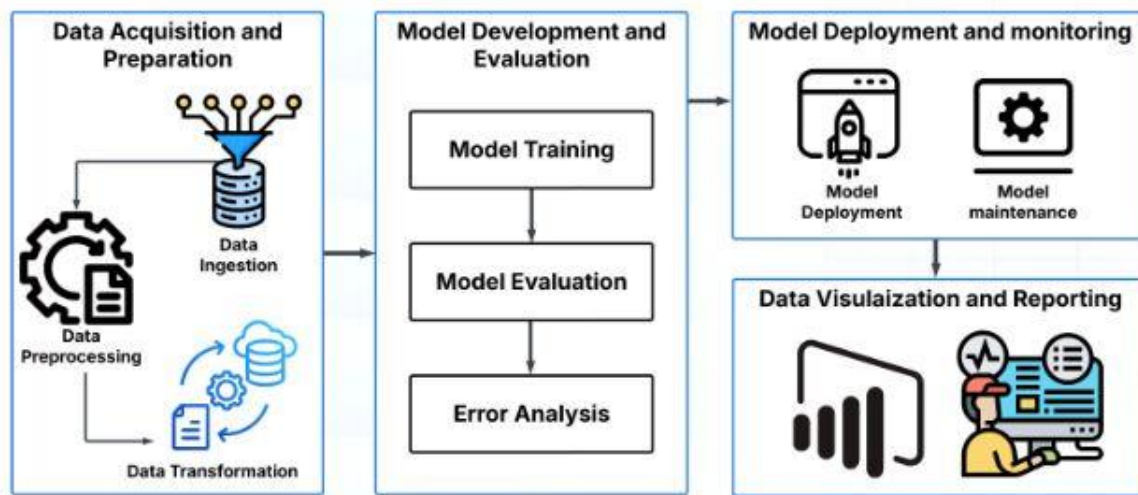 Data Acquisition and
Preparation
Data
Ingestion
Data
Preprocessing
Data Transformation
Model Development and
Evaluation
Model Training
Model Evaluation
Error Analysis
Model Deployment and monitoring
Model
Deployment
Model
maintenance
Data Visulaization and Reporting